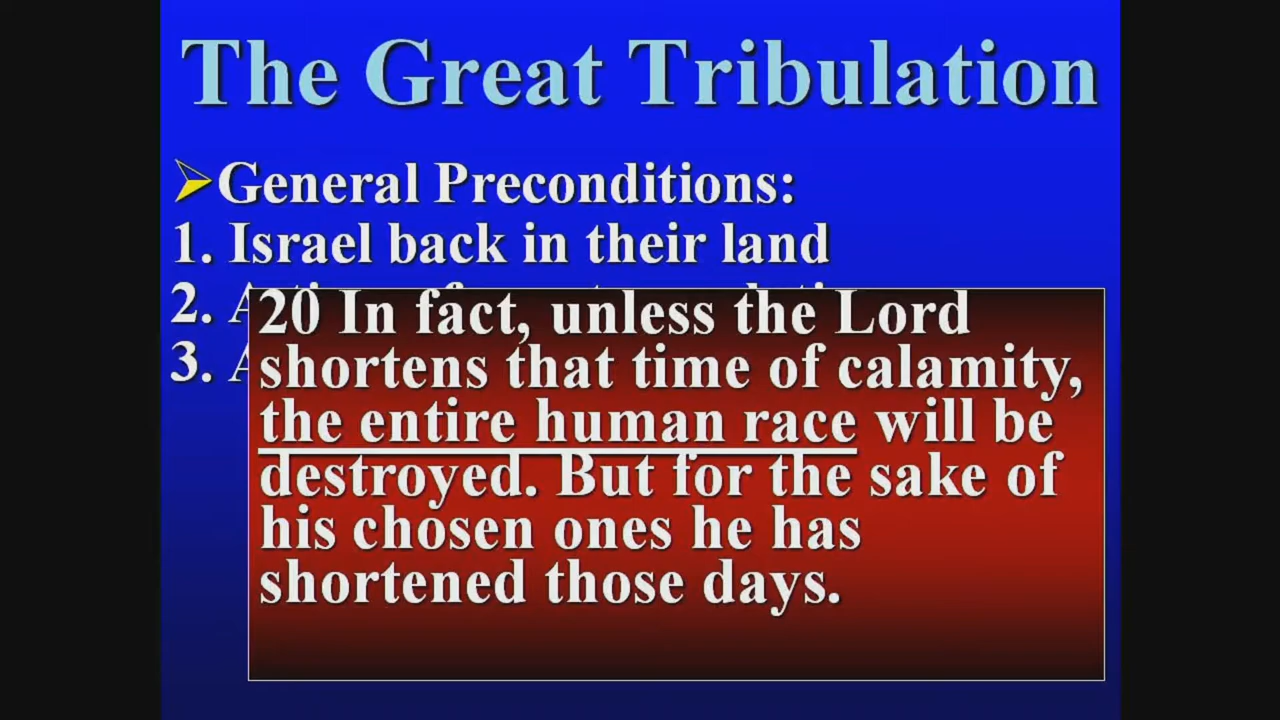 The Great Tribulation
General Preconditions:
1. Israel back in their land
2. A
3. A
20 In fact, unless the Lord
shortens that time of calamity,
the entire human race will be
destroyed. But for the sake of
his chosen ones he has
shortened those days.